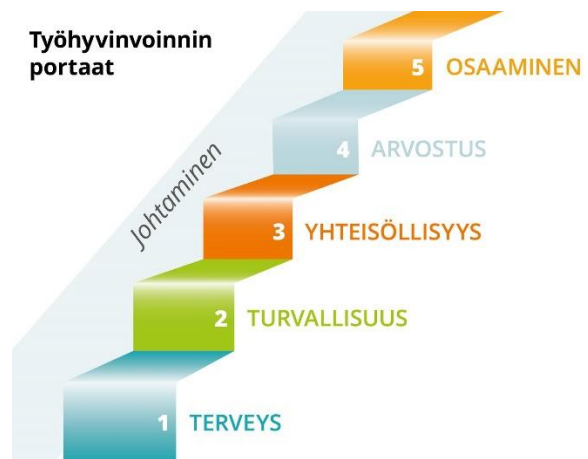 Työhyvinvoinnin
portaat
5 OSAAMINEN
4 ARVOSTUS
Johtaminen
3 YHTEISÖLLISYYS
2 TURVALLISUUS
1 TERVEYS